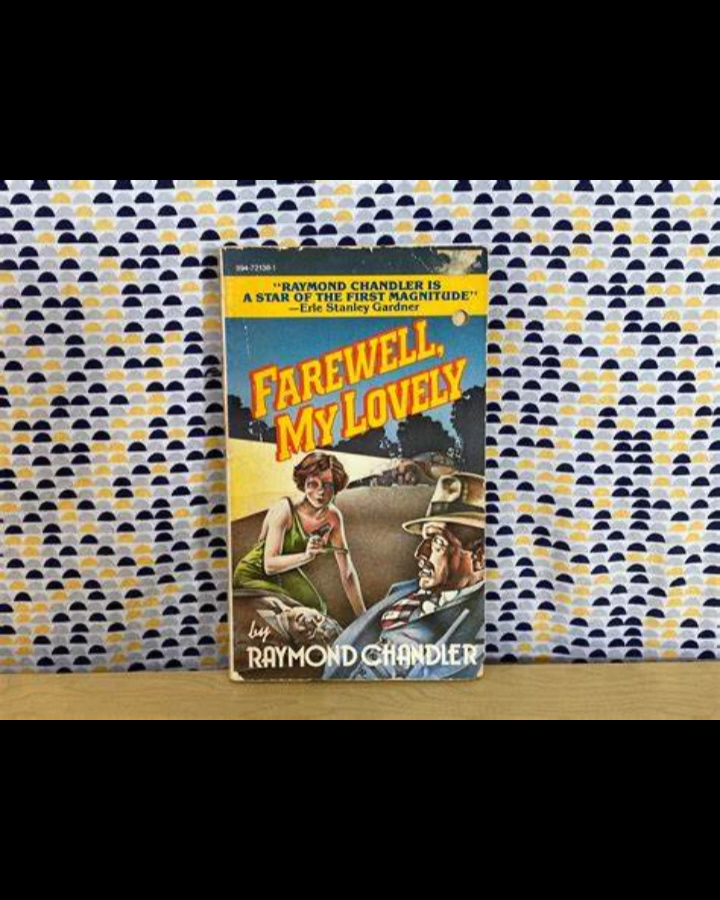 394-72138-1
"RAYMOND CHANDLER IS
A STAR OF THE FIRST MAGNITUDE"
—Erle Stanley Gardner
FAREWELL,
MY LOVELY
by
RAYMOND CHANDLER